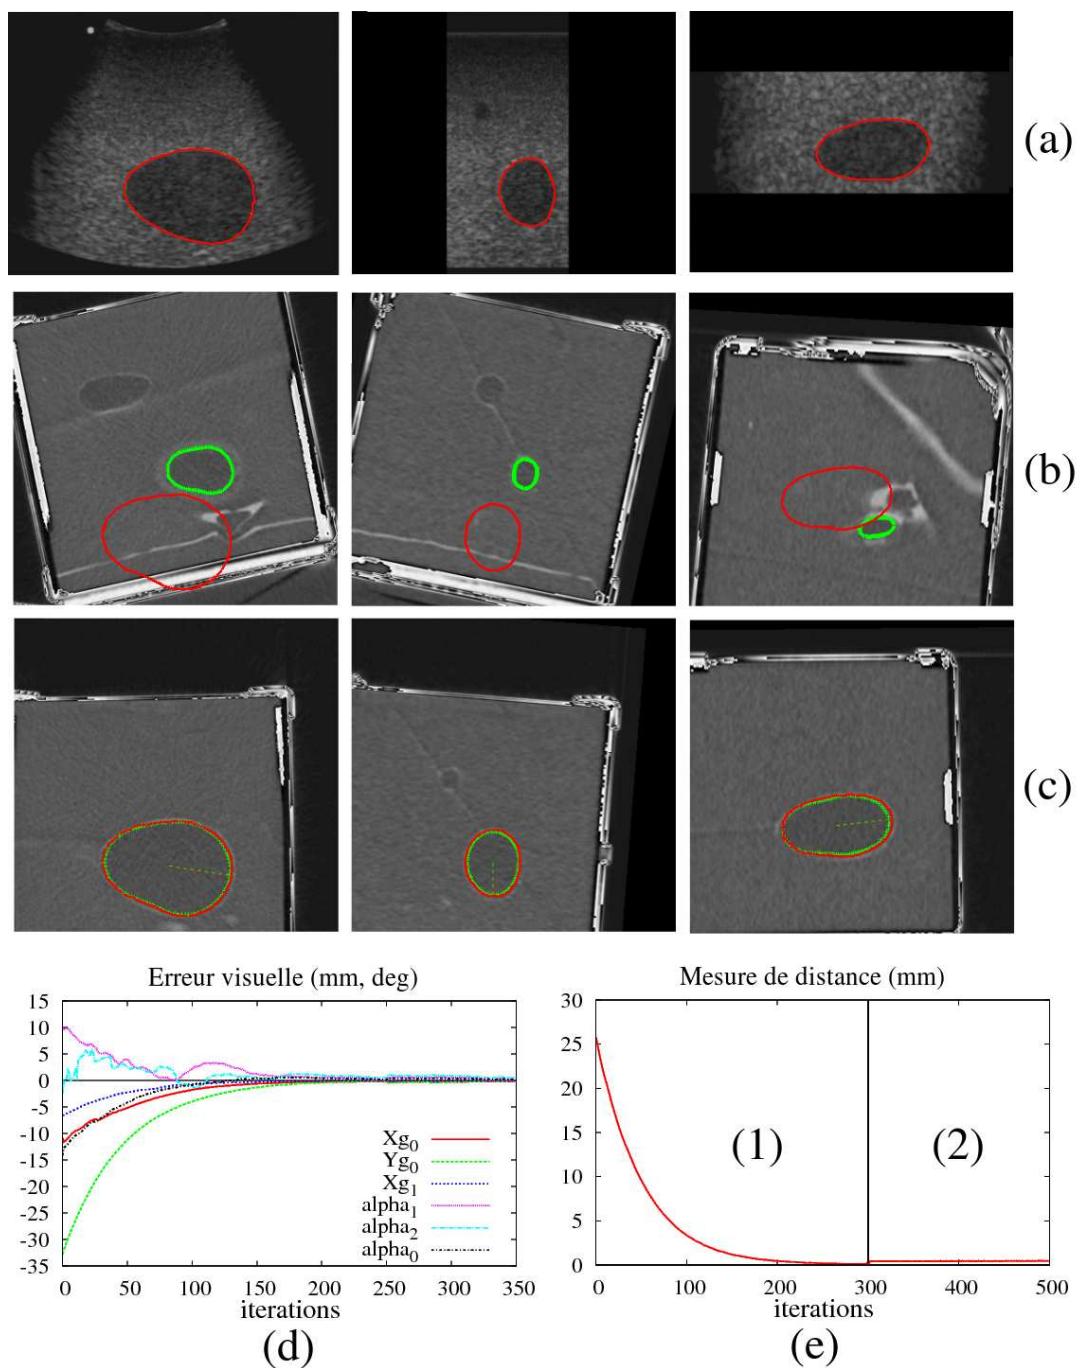 (a)
(b)
(c)
Erreur visuelle (mm, deg)
15
10
5
0
-5
-10
-15
-20
-25
-30
-35
Xg0
Yg0
Xg1
alpha1
alpha2
alpha0
0 50 100 150 200 250 300 350
iterations
(d)
Mesure de distance (mm)
30
25
20
15
10
5
0
(1)
(2)
0 100 200 300 400 500
iterations
(e)